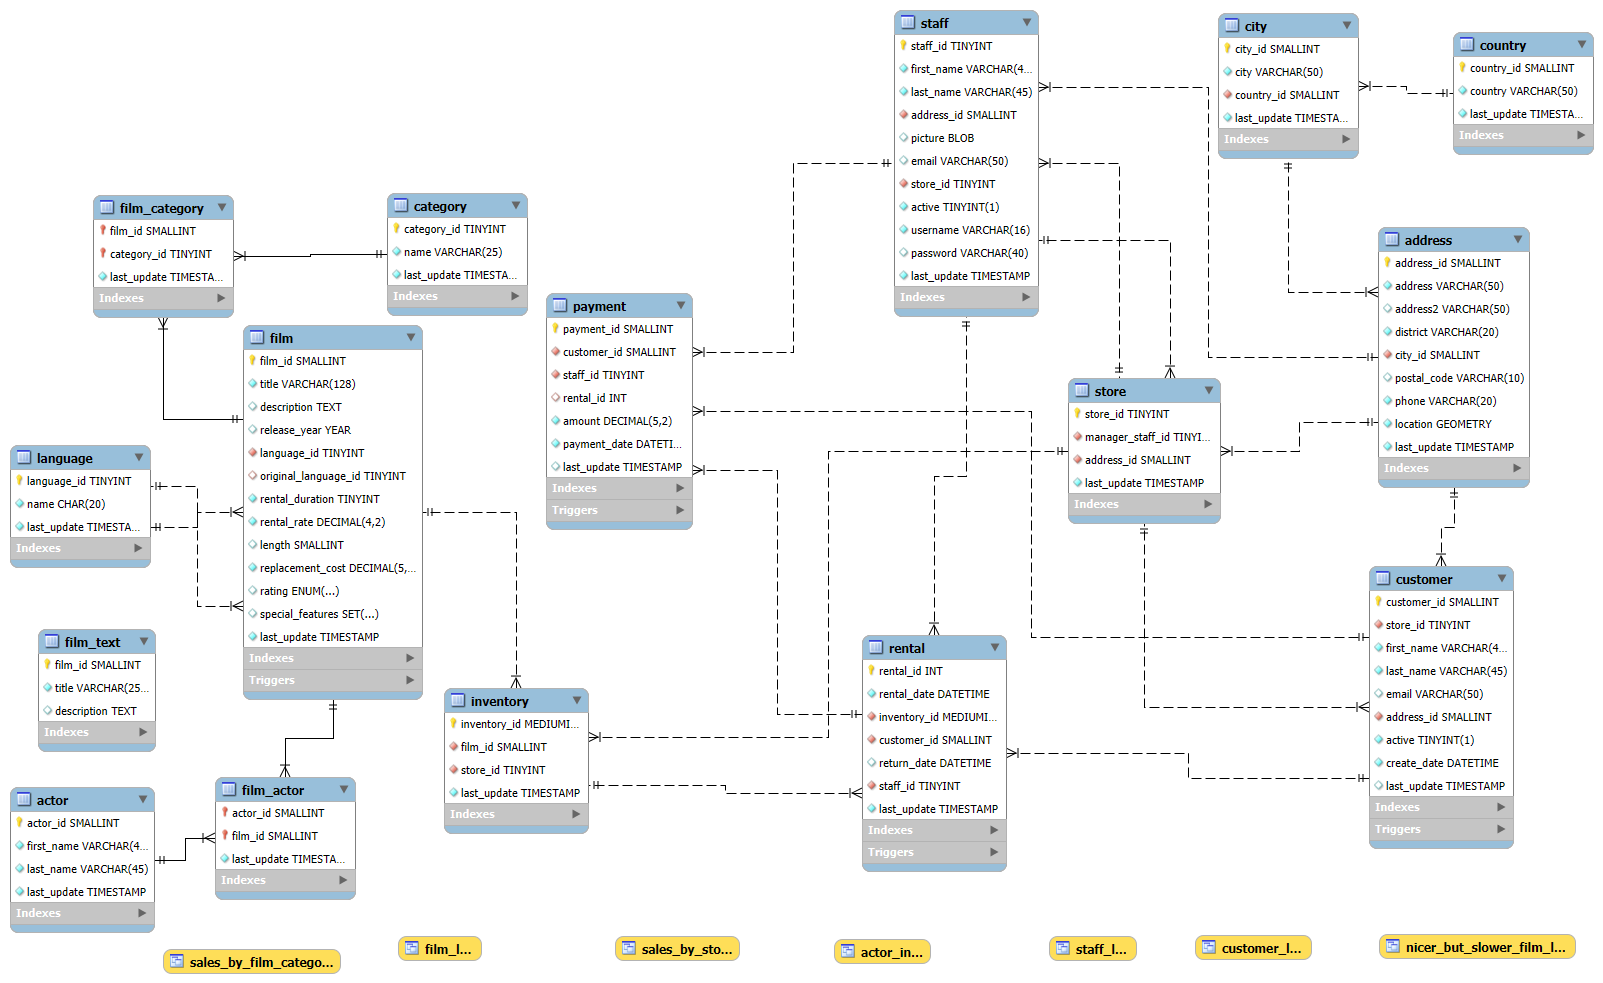 staff
staff_id TINYINT
first_name VARCHAR(4...
last_name VARCHAR(45)
address_id SMALLINT
picture BLOB
email VARCHAR(50)
store_id TINYINT
active TINYINT(1)
username VARCHAR(16)
password VARCHAR(40)
last_update TIMESTAMP
Indexes
city
city_id SMALLINT
city VARCHAR(50)
country_id SMALLINT
last_update TIMESTA...
Indexes
country
country_id SMALLINT
country VARCHAR(50)
last_update TIMESTA...
Indexes
film_category
film_id SMALLINT
category_id TINYINT
last_update TIMESTA...
Indexes
category
category_id TINYINT
name VARCHAR(25)
last_update TIMESTA...
Indexes
address
address_id SMALLINT
address VARCHAR(50)
address2 VARCHAR(50)
district VARCHAR(20)
city_id SMALLINT
postal_code VARCHAR(10)
phone VARCHAR(20)
location GEOMETRY
last_update TIMESTAMP
Indexes
payment
payment_id SMALLINT
customer_id SMALLINT
staff_id TINYINT
rental_id INT
amount DECIMAL(5,2)
payment_date DATETI...
last_update TIMESTAMP
Indexes
Triggers
film
film_id SMALLINT
title VARCHAR(128)
description TEXT
release_year YEAR
language_id TINYINT
original_language_id TINYINT
rental_duration TINYINT
rental_rate DECIMAL(4,2)
length SMALLINT
replacement_cost DECIMAL(5,...
rating ENUM(...)
special_features SET(...)
last_update TIMESTAMP
Indexes
Triggers
store
store_id TINYINT
manager_staff_id TINYI...
address_id SMALLINT
last_update TIMESTAMP
Indexes
language
language_id TINYINT
name CHAR(20)
last_update TIMESTA...
Indexes
customer
customer_id SMALLINT
store_id TINYINT
first_name VARCHAR(4...
last_name VARCHAR(45)
email VARCHAR(50)
address_id SMALLINT
active TINYINT(1)
create_date DATETIME
last_update TIMESTAMP
Indexes
Triggers
film_text
film_id SMALLINT
title VARCHAR(25...
description TEXT
Indexes
rental
rental_id INT
rental_date DATETIME
inventory_id MEDIUMI...
customer_id SMALLINT
return_date DATETIME
staff_id TINYINT
last_update TIMESTAMP
Indexes
Triggers
inventory
inventory_id MEDIUMI...
film_id SMALLINT
store_id TINYINT
last_update TIMESTAMP
Indexes
actor
actor_id SMALLINT
first_name VARCHAR(4...
last_name VARCHAR(45)
last_update TIMESTAMP
Indexes
film_actor
actor_id SMALLINT
film_id SMALLINT
last_update TIMESTA...
Indexes
sales_by_film_catego...
film_l...
sales_by_sto...
actor_in...
staff_l...
customer_l...
nicer_but_slower_film_l...